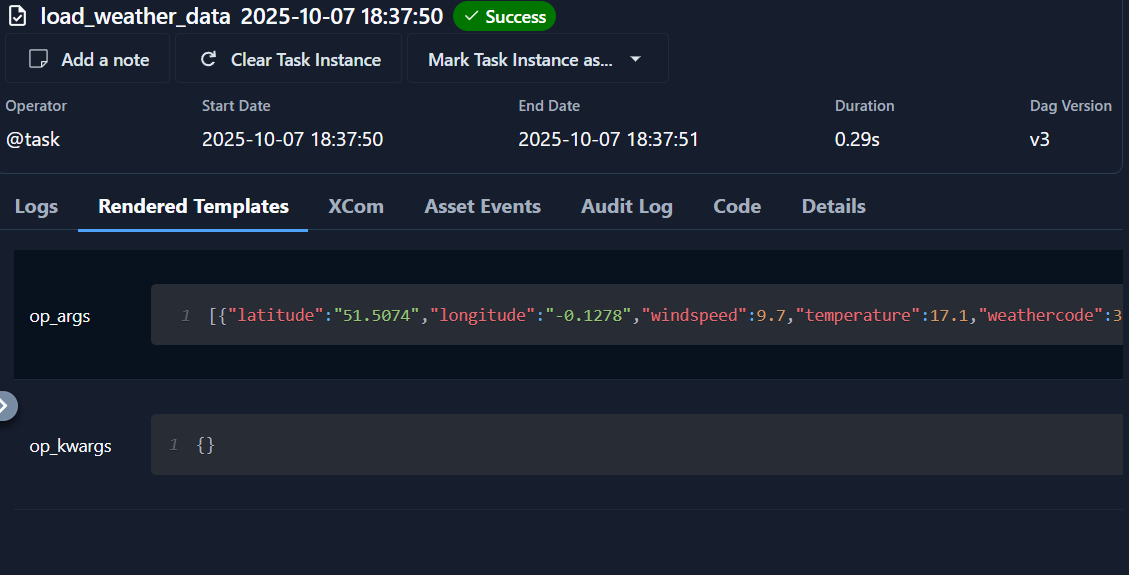 load_weather_data 2025-10-07 18:37:50 Success
Add a note Clear Task Instance Mark Task Instance as...
Operator Start Date End Date Duration Dag Version
@task 2025-10-07 18:37:50 2025-10-07 18:37:51 0.29s v3
Logs Rendered Templates XCom Asset Events Audit Log Code Details
op_args 1 [{"latitude":"51.5074","longitude":"-0.1278","windspeed":9.7,"temperature":17.1,"weathercode":3
op_kwargs 1 {}